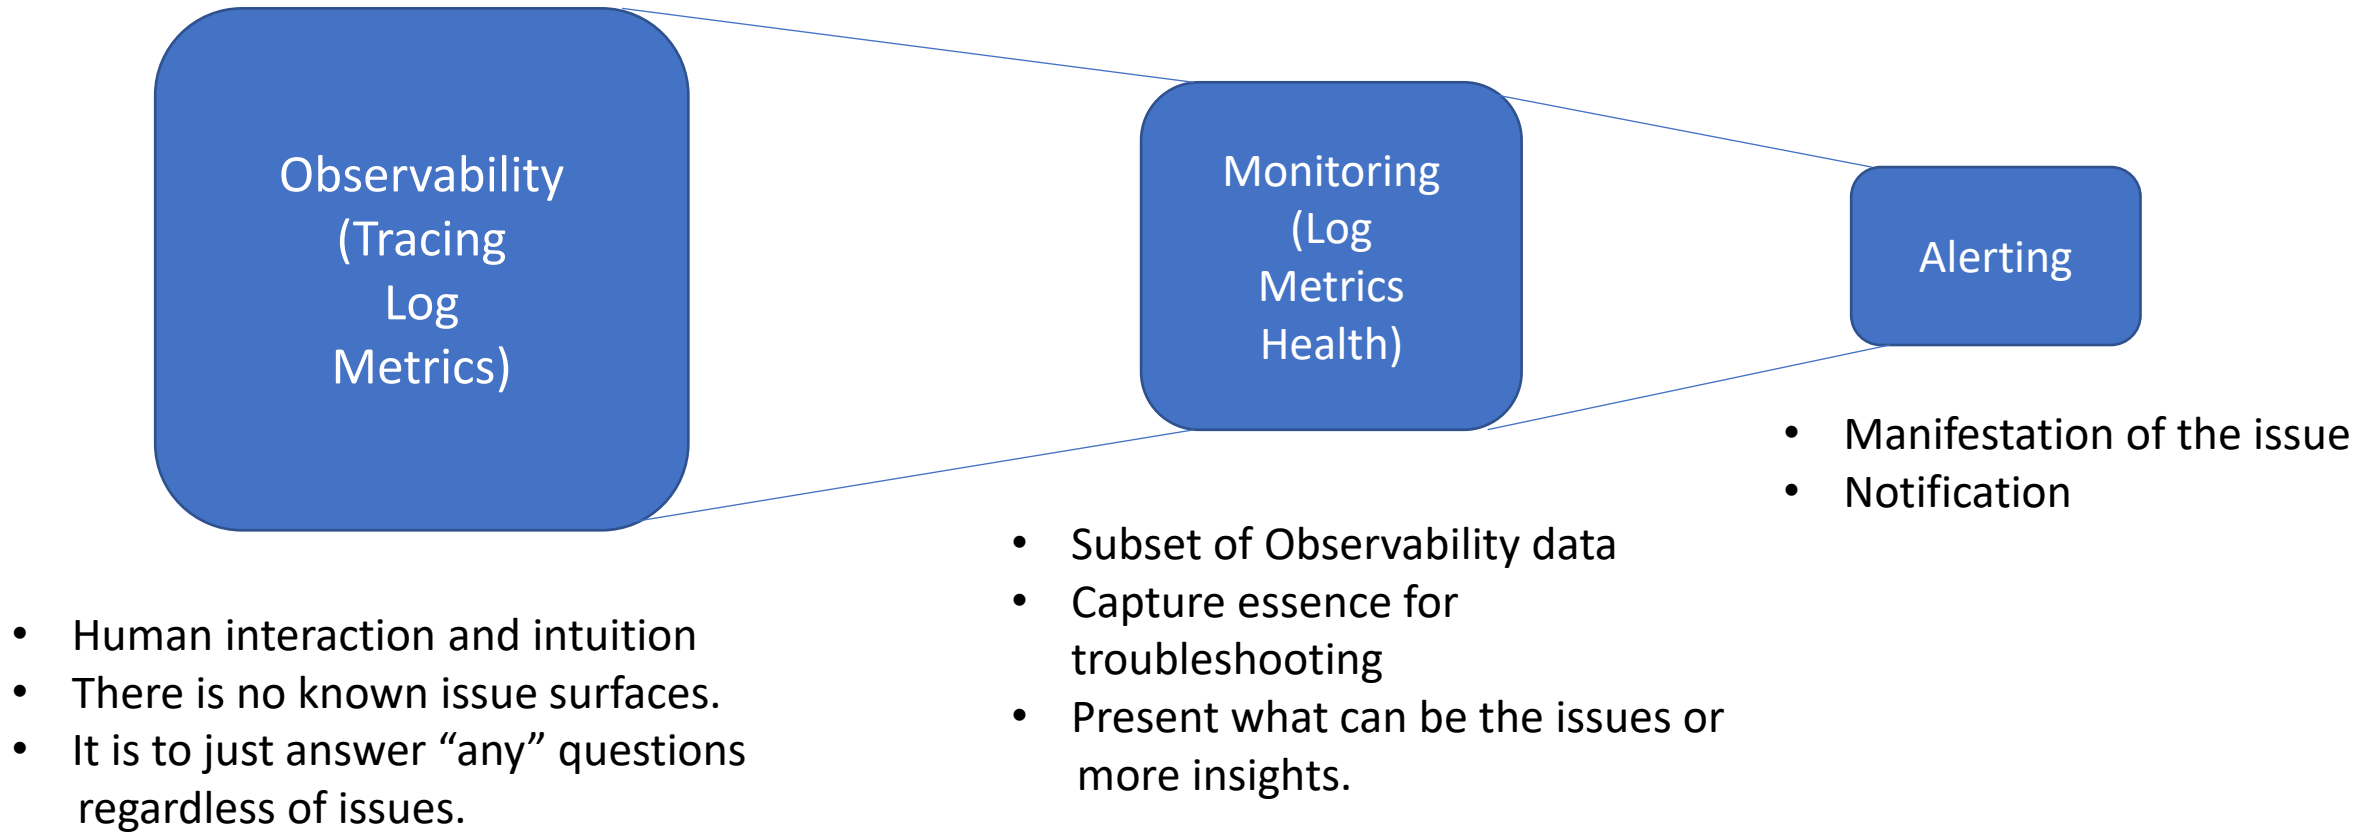 Observability
(Tracing
Log
Metrics)
Monitoring
(Log
Metrics
Health)
Alerting
• Manifestation of the issue
• Notification
• Subset of Observability data
• Capture essence for
troubleshooting
• Present what can be the issues or
more insights.
• Human interaction and intuition
• There is no known issue surfaces.
• It is to just answer “any” questions
regardless of issues.